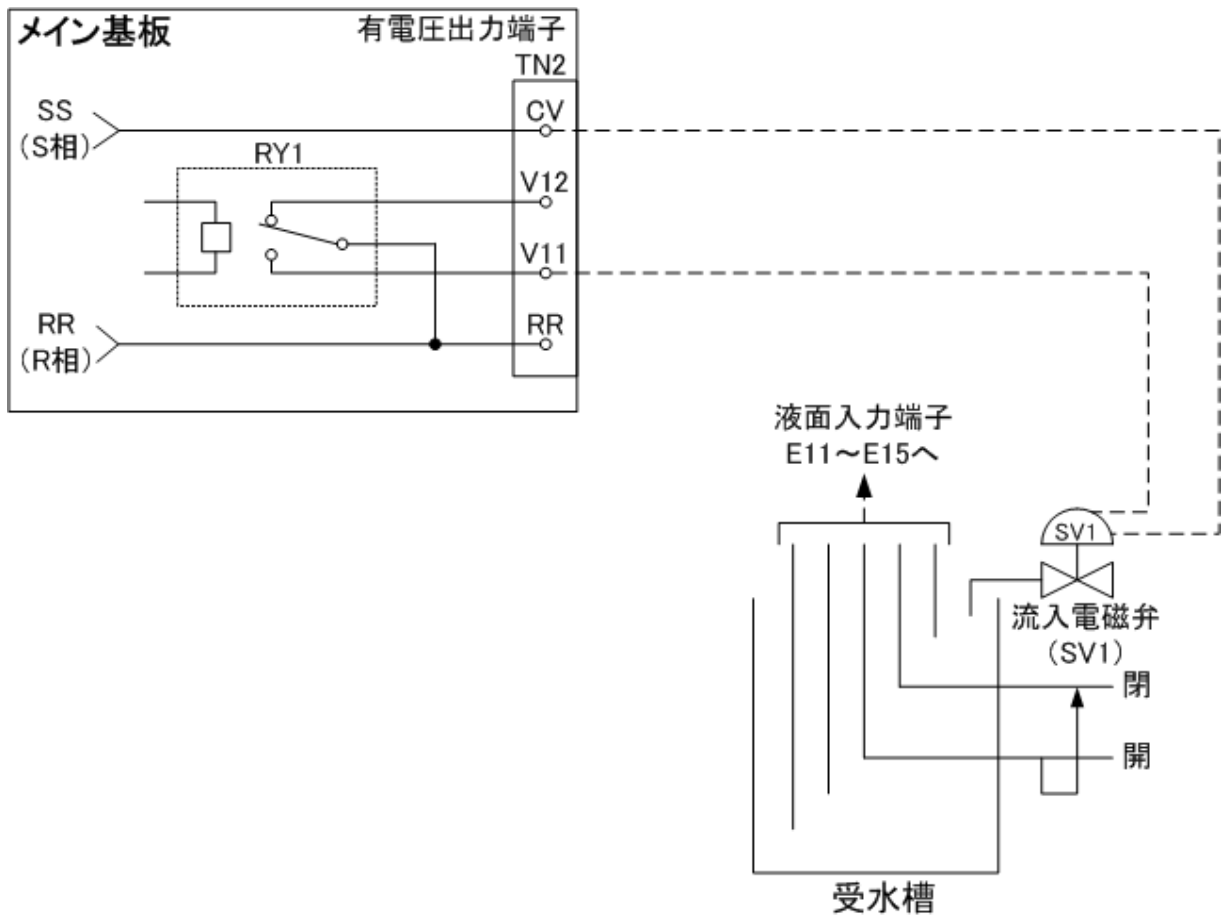 メイン基板
有電圧出力端子
TN2
SS
(S相)
CV
RY1
V12
V11
RR
(R相)
RR
液面入力端子
E11～E15へ
SV1
流入電磁弁
(SV1)
閉
開
受水槽